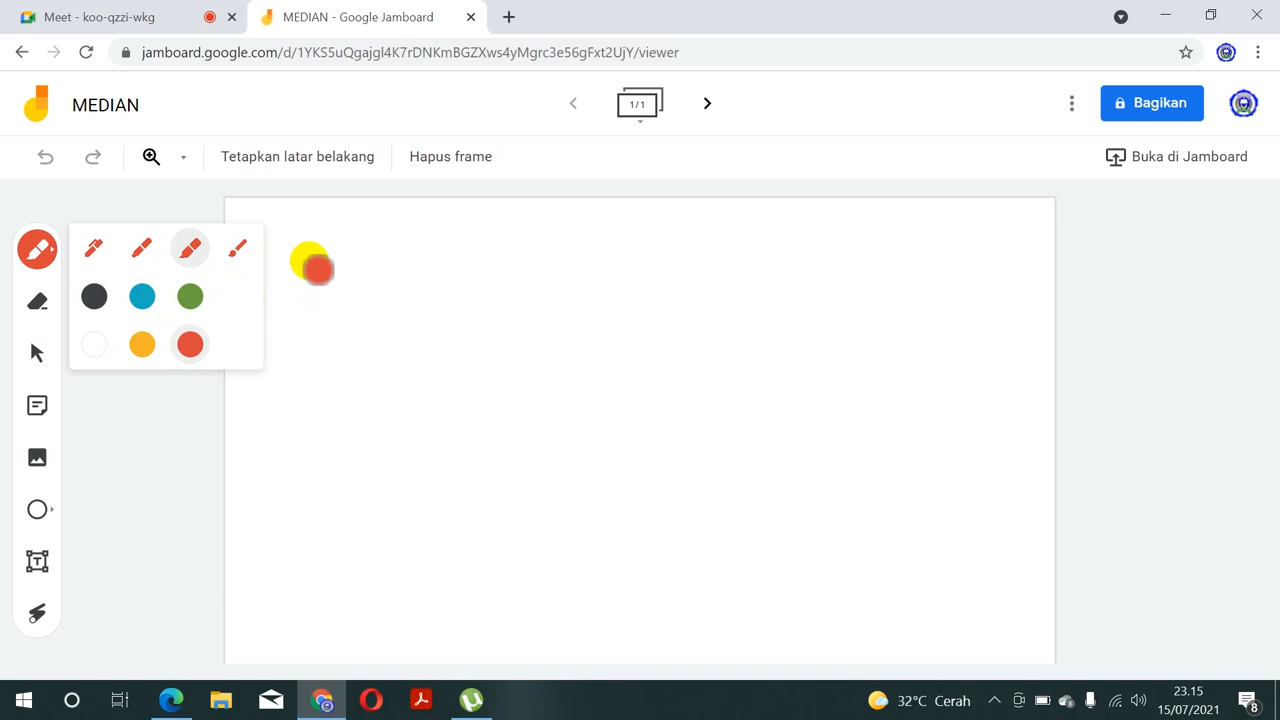 Meet - koo-qzzi-wkg
MEDIAN - Google Jamboard
jamboard.google.com/d/1YKS5uQgajgl4K7rDNKmBGZXws4yMgrc3e56gFxt2UjY/viewer
MEDIAN
1/1
Bagikan
Tetapkan latar belakang
Hapus frame
Buka di Jamboard
T
32°C Cerah
23.15
15/07/2021
8